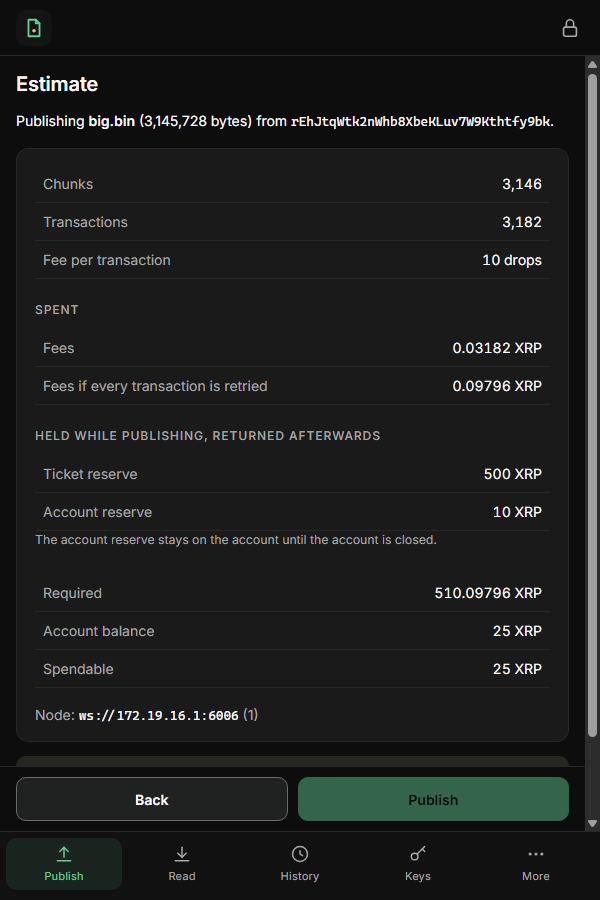 Estimate
Publishing big.bin (3,145,728 bytes) from rEhJtqWtk2nWhb8XbeKLuv7W9Kthtfy9bk.
Chunks 3,146
Transactions 3,182
Fee per transaction 10 drops
SPENT
Fees 0.03182 XRP
Fees if every transaction is retried 0.09796 XRP
HELD WHILE PUBLISHING, RETURNED AFTERWARDS
Ticket reserve 500 XRP
Account reserve 10 XRP
The account reserve stays on the account until the account is closed.
Required 510.09796 XRP
Account balance 25 XRP
Spendable 25 XRP
Node: ws://172.19.16.1:6006 (1)
Back Publish
Publish Read History Keys More